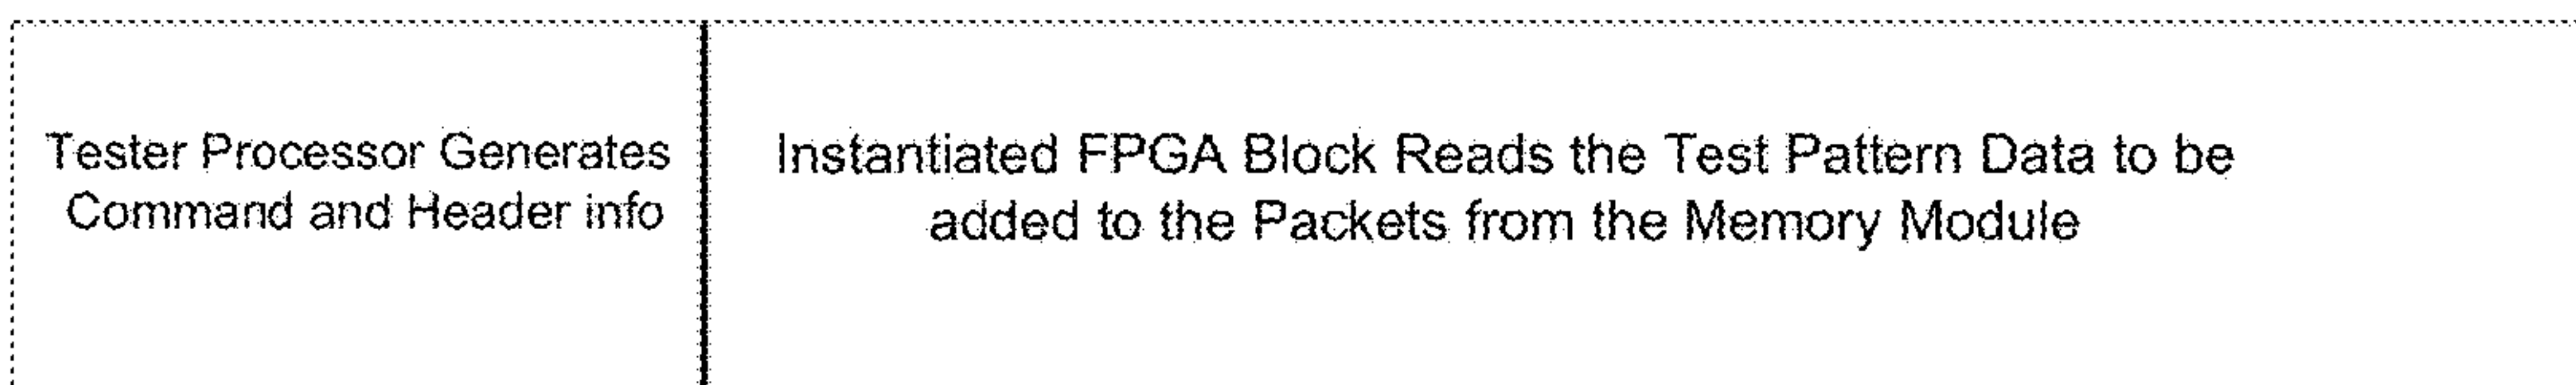 Tester Processor Generates
Command and Header info
Instantiated FPGA Block Reads the Test Pattern Data to be
added to the Packets from the Memory Module